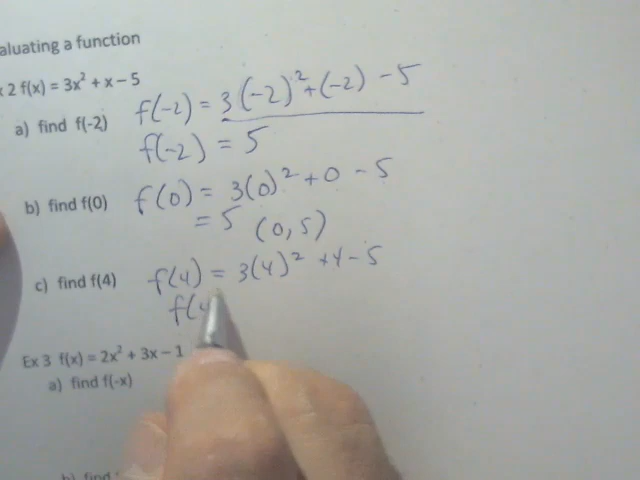 aluating a function
2 f(x) = 3x² + x − 5
a) find f(-2) f(-2) = 3(-2)² + (-2) - 5
f(-2) = 5
b) find f(0) f(0) = 3(0)² + 0 - 5
= 5 (0, 5)
c) find f(4) f(4) = 3(4)² + 4 - 5
f(4
Ex 3 f(x) = 2x² + 3x − 1
a) find f(-x)
b) find